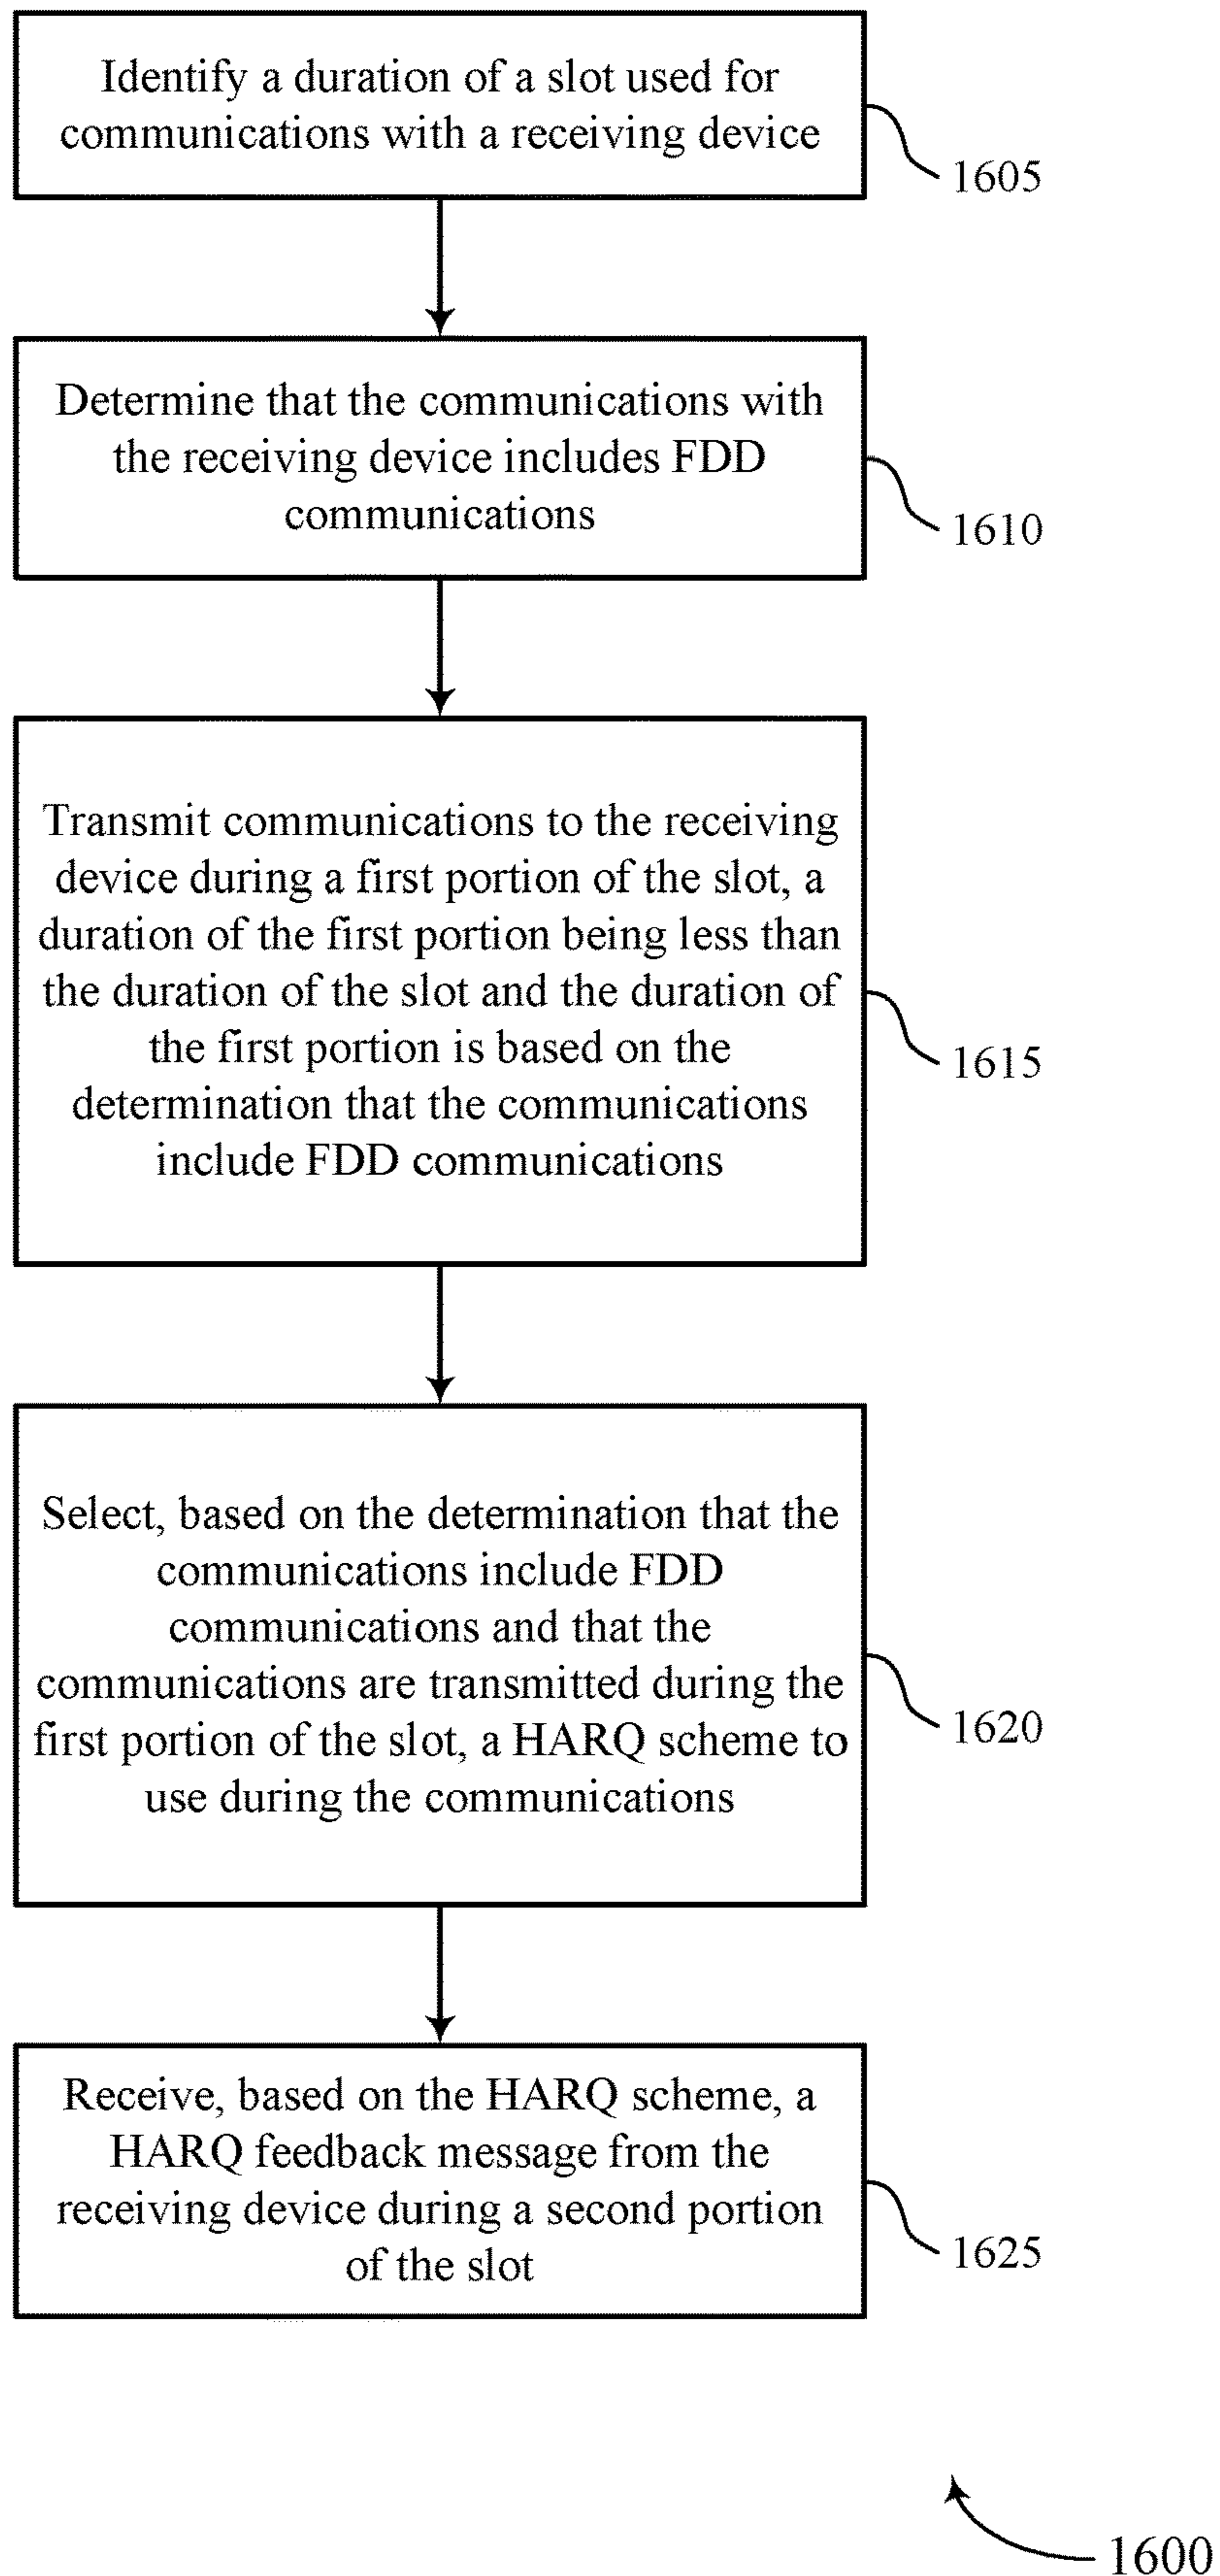 Identify a duration of a slot used for
communications with a receiving device
1605
Determine that the communications with
the receiving device includes FDD
communications
1610
Transmit communications to the receiving
device during a first portion of the slot, a
duration of the first portion being less than
the duration of the slot and the duration of
the first portion is based on the
determination that the communications
include FDD communications
1615
Select, based on the determination that the
communications include FDD
communications and that the
communications are transmitted during the
first portion of the slot, a HARQ scheme to
use during the communications
1620
Receive, based on the HARQ scheme, a
HARQ feedback message from the
receiving device during a second portion
of the slot
1625
1600